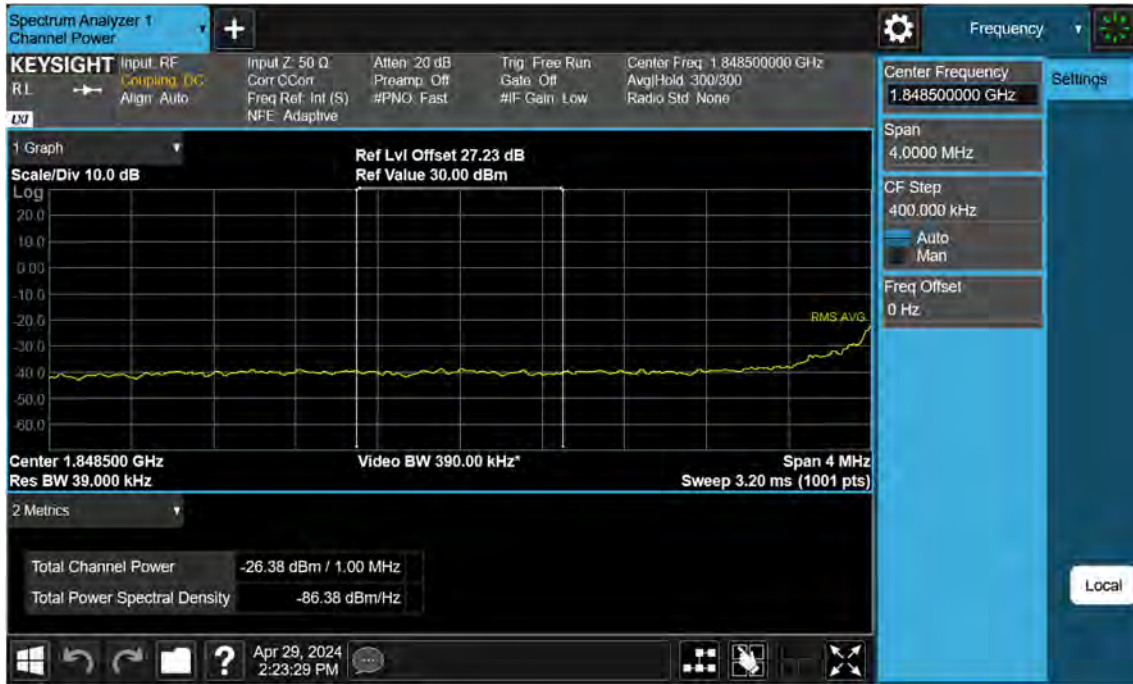 Spectrum Analyzer 1
Channel Power
+
Frequency
KEYSIGHT
Input: RF
Coupling: DC
Align: Auto
Input Z: 50 Ω
Corr CCorr
Freq Ref: Int (S)
NFE: Adaptive
Atten: 20 dB
Preamp: Off
#PNO: Fast
Trig: Free Run
Gate: Off
#IF Gain: Low
Center Freq: 1.848500000 GHz
Avg|Hold: 300/300
Radio Std: None
RL
LXI
Center Frequency
1.848500000 GHz
Settings
Span
4.0000 MHz
CF Step
400.000 kHz
Auto
Man
Freq Offset
0 Hz
Local
1 Graph
Scale/Div 10.0 dB
Ref Lvl Offset 27.23 dB
Ref Value 30.00 dBm
Log
20.0
10.0
0.00
-10.0
-20.0
-30.0
-40.0
-50.0
-60.0
RMS AVG
Center 1.848500 GHz
Res BW 39.000 kHz
Video BW 390.00 kHz*
Span 4 MHz
Sweep 3.20 ms (1001 pts)
2 Metrics
Total Channel Power -26.38 dBm / 1.00 MHz
Total Power Spectral Density -86.38 dBm/Hz
?
Apr 29, 2024
2:23:29 PM